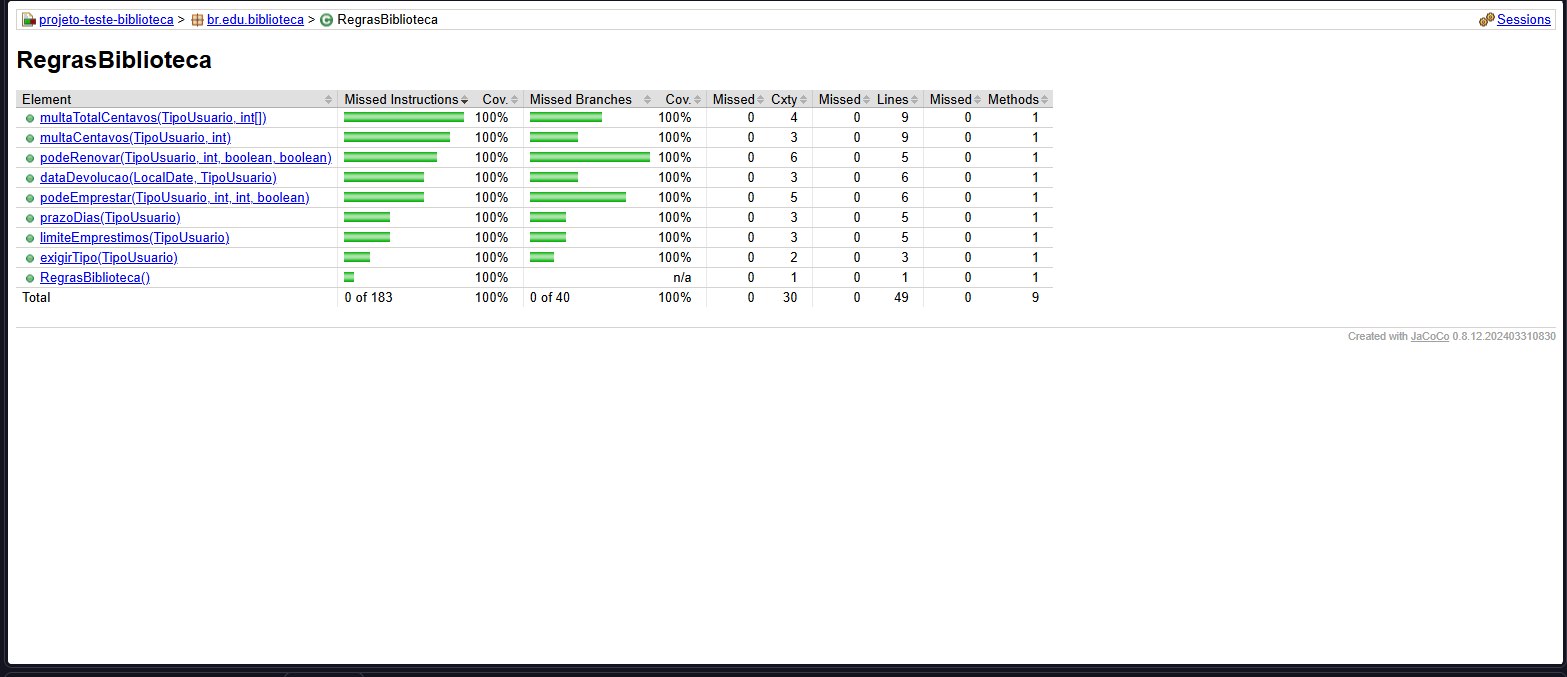 projeto-teste-biblioteca > br.edu.biblioteca > RegrasBiblioteca Sessions
RegrasBiblioteca
Element Missed Instructions Cov. Missed Branches Cov. Missed Cxty Missed Lines Missed Methods
multaTotalCentavos(TipoUsuario, int[]) 100% 100% 0 4 0 9 0 1
multaCentavos(TipoUsuario, int) 100% 100% 0 3 0 9 0 1
podeRenovar(TipoUsuario, int, boolean, boolean) 100% 100% 0 6 0 5 0 1
dataDevolucao(LocalDate, TipoUsuario) 100% 100% 0 3 0 6 0 1
podeEmprestar(TipoUsuario, int, int, boolean) 100% 100% 0 5 0 6 0 1
prazoDias(TipoUsuario) 100% 100% 0 3 0 5 0 1
limiteEmprestimos(TipoUsuario) 100% 100% 0 3 0 5 0 1
exigirTipo(TipoUsuario) 100% 100% 0 2 0 3 0 1
RegrasBiblioteca() 100% n/a 0 1 0 1 0 1
Total 0 of 183 100% 0 of 40 100% 0 30 0 49 0 9
Created with JaCoCo 0.8.12.202403310830